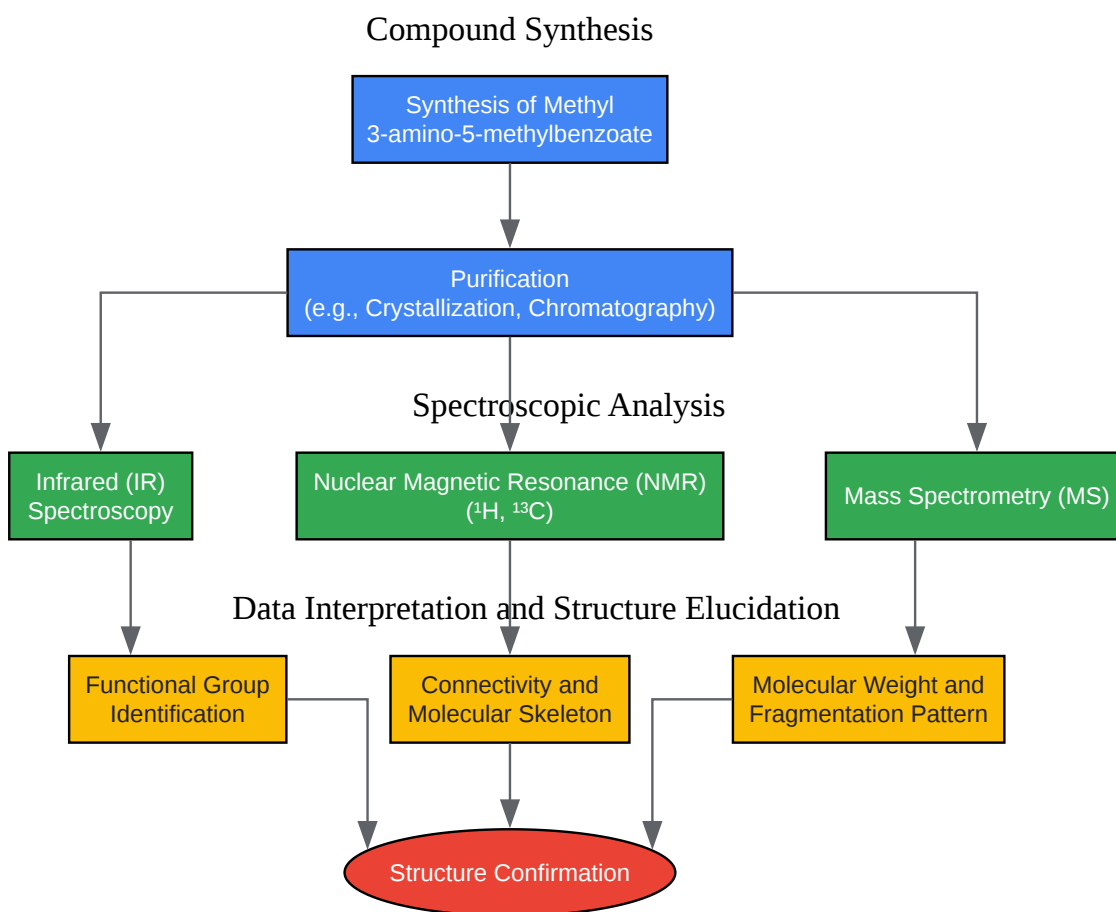 Compound Synthesis
Synthesis of Methyl
3-amino-5-methylbenzoate
Purification
(e.g., Crystallization, Chromatography)
Spectroscopic Analysis
Infrared (IR)
Spectroscopy
Nuclear Magnetic Resonance (NMR)
(¹H, ¹³C)
Mass Spectrometry (MS)
Data Interpretation and Structure Elucidation
Functional Group
Identification
Connectivity and
Molecular Skeleton
Molecular Weight and
Fragmentation Pattern
Structure Confirmation